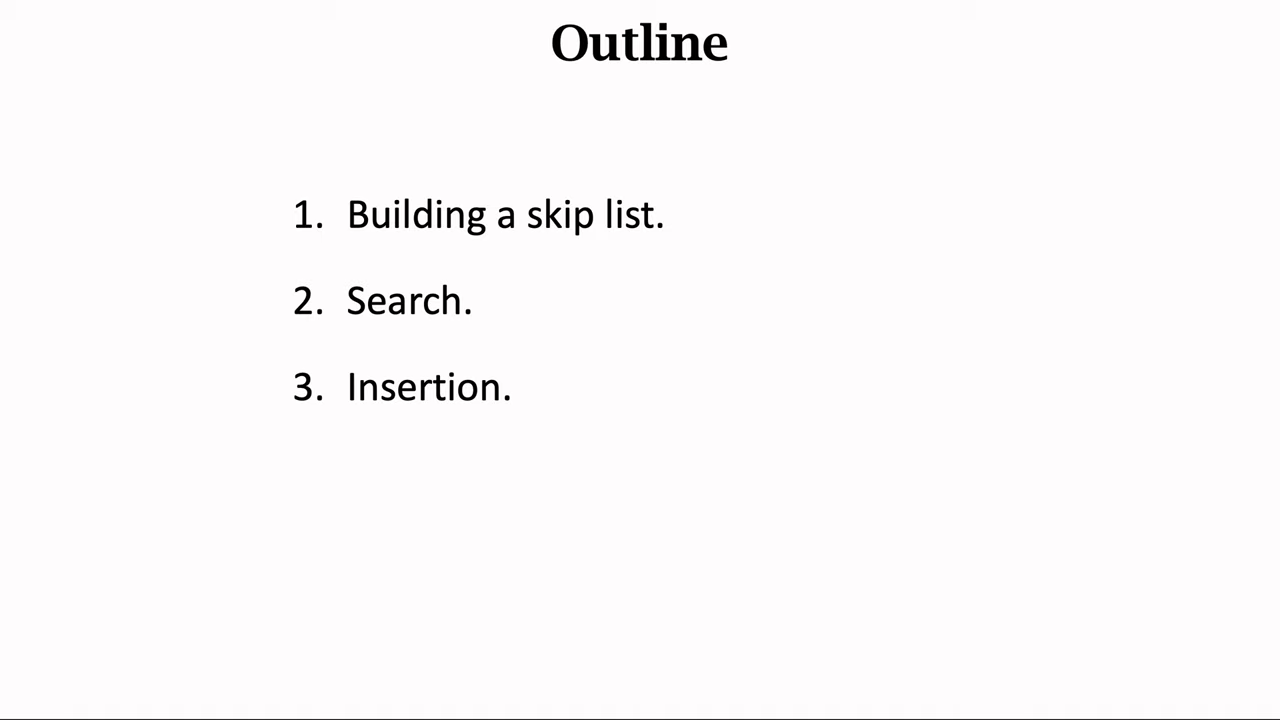 Outline
1. Building a skip list.
2. Search.
3. Insertion.